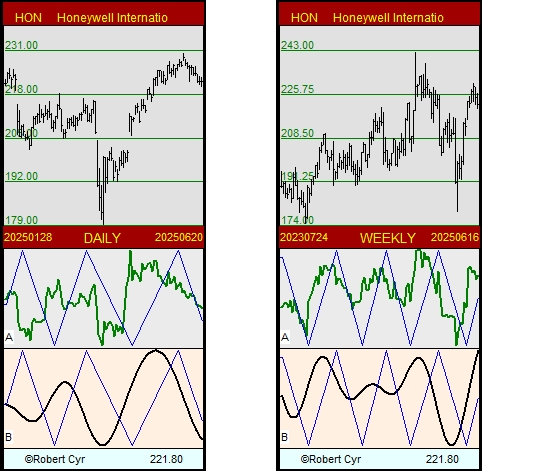 HON Honeywell Internatio
231.00
218.00
205.00
192.00
179.00
20250128 DAILY 20250620
A
B
©Robert Cyr 221.80
HON Honeywell Internatio
243.00
225.75
208.50
191.25
174.00
20230724 WEEKLY 20250616
A
B
©Robert Cyr 221.80